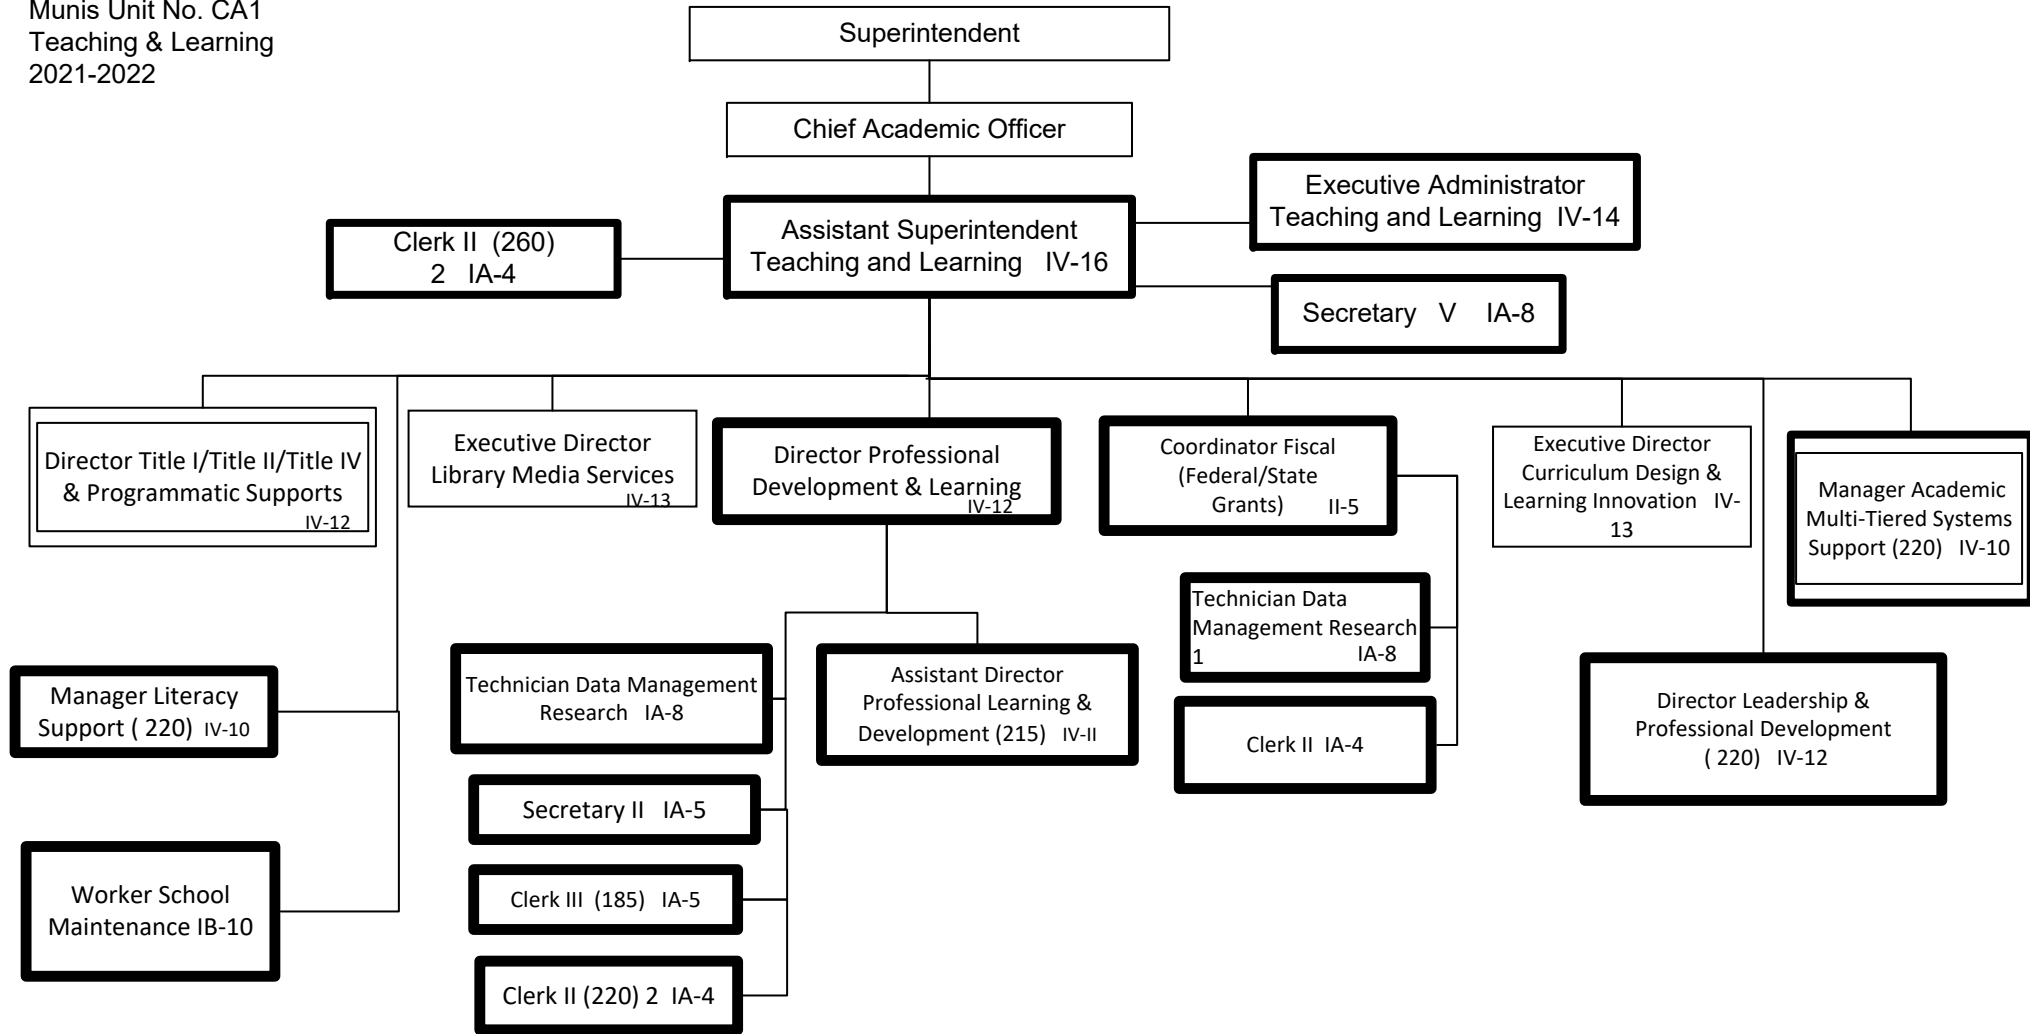 Munis Unit No. CA1
Teaching & Learning
2021-2022
Superintendent
Chief Academic Officer
Executive Administrator
Teaching and Learning IV-14
Assistant Superintendent
Teaching and Learning IV-16
Clerk II (260)
2 IA-4
Secretary V IA-8
Director Title I/Title II/Title IV
& Programmatic Supports
IV-12
Executive Director
Library Media Services
IV-13
Director Professional
Development & Learning
IV-12
Coordinator Fiscal
(Federal/State
Grants) II-5
Executive Director
Curriculum Design &
Learning Innovation IV-
13
Manager Academic
Multi-Tiered Systems
Support (220) IV-10
Technician Data
Management Research
1 IA-8
Manager Literacy
Support ( 220) IV-10
Technician Data Management
Research IA-8
Assistant Director
Professional Learning &
Development (215) IV-II
Clerk II IA-4
Director Leadership &
Professional Development
( 220) IV-12
Secretary II IA-5
Worker School
Maintenance IB-10
Clerk III (185) IA-5
Clerk II (220) 2 IA-4